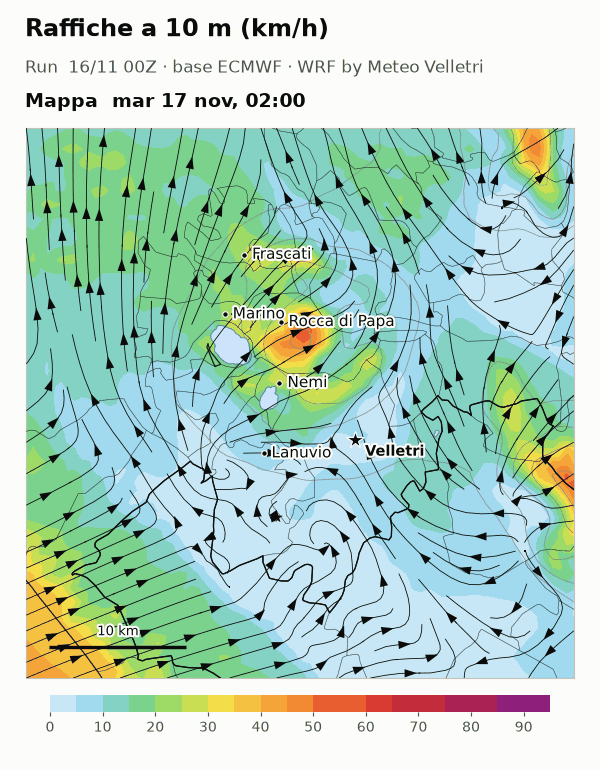 Raffiche a 10 m (km/h)
Run 16/11 00Z · base ECMWF · WRF by Meteo Velletri
Mappa mar 17 nov, 02:00
Frascati
Marino
Rocca di Papa
Nemi
Velletri
Lanuvio
10 km
0 10 20 30 40 50 60 70 80 90